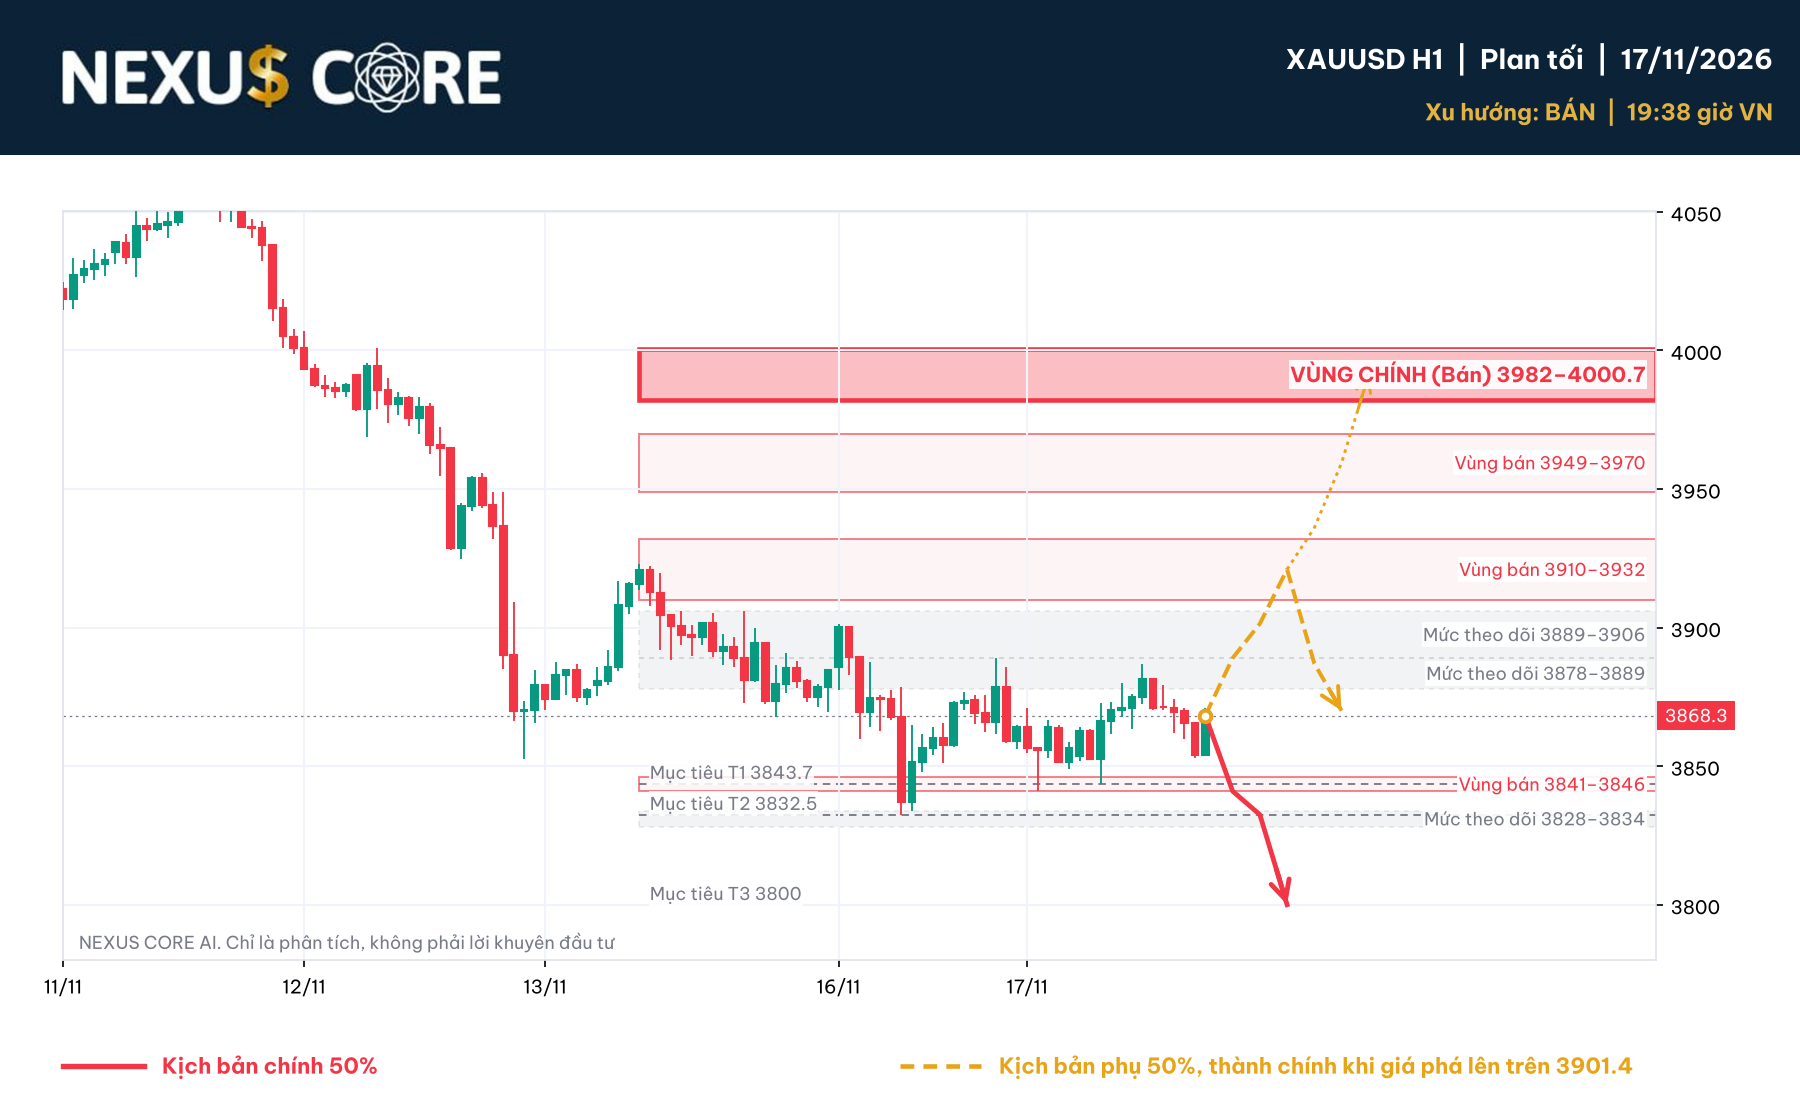 NEXU$ CORE
XAUUSD H1 | Plan tối | 17/11/2026
Xu hướng: BÁN | 19:38 giờ VN
4050
4000
VÙNG CHÍNH (Bán) 3982–4000.7
Vùng bán 3949–3970
3950
Vùng bán 3910–3932
3900
Mức theo dõi 3889–3906
Mức theo dõi 3878–3889
3868.3
3850
Mục tiêu T1 3843.7
Vùng bán 3841–3846
Mục tiêu T2 3832.5
Mức theo dõi 3828–3834
Mục tiêu T3 3800
3800
NEXUS CORE AI. Chỉ là phân tích, không phải lời khuyên đầu tư
11/11
12/11
13/11
16/11
17/11
Kịch bản chính 50%
Kịch bản phụ 50%, thành chính khi giá phá lên trên 3901.4